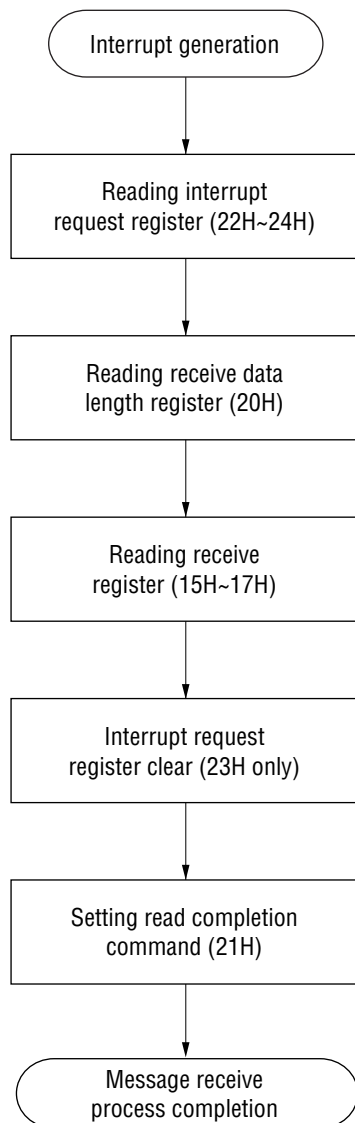 Interrupt generation
Reading interrupt
request register (22H~24H)
Reading receive data
length register (20H)
Reading receive
register (15H~17H)
Interrupt request
register clear (23H only)
Setting read completion
command (21H)
Message receive
process completion